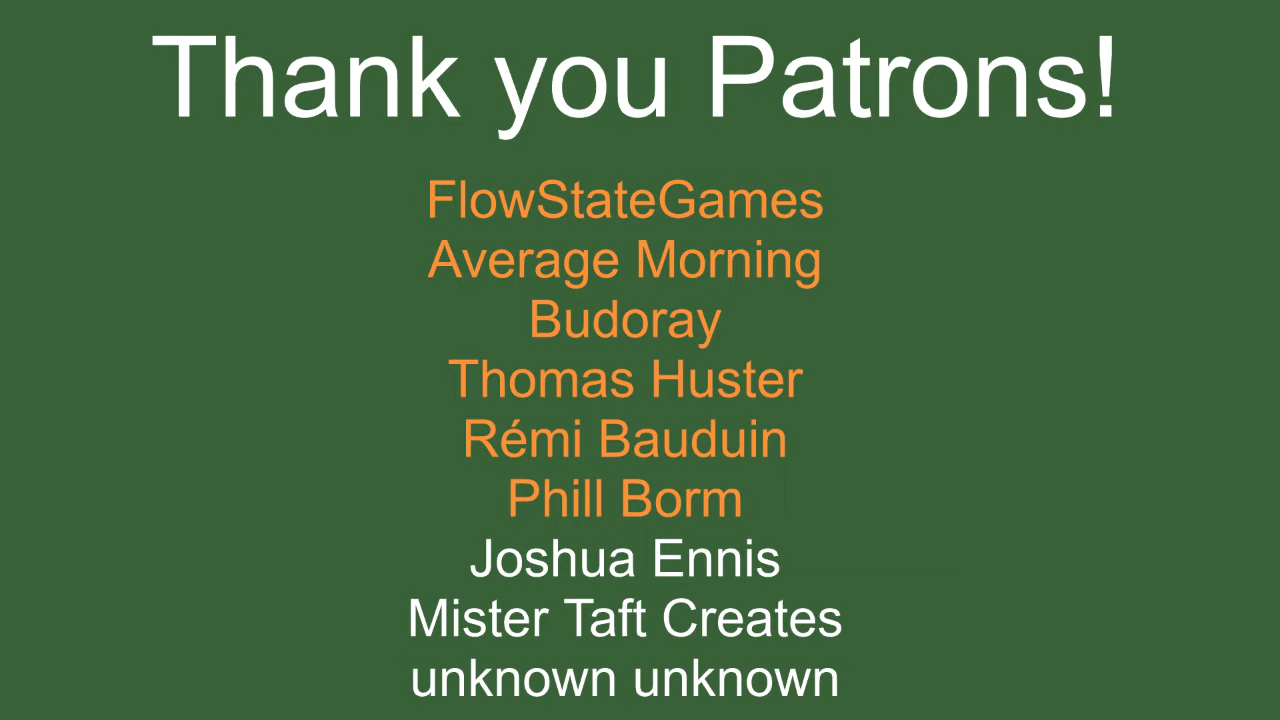 Thank you Patrons!
FlowStateGames
Average Morning
Budoray
Thomas Huster
Rémi Bauduin
Phill Borm
Joshua Ennis
Mister Taft Creates
unknown unknown